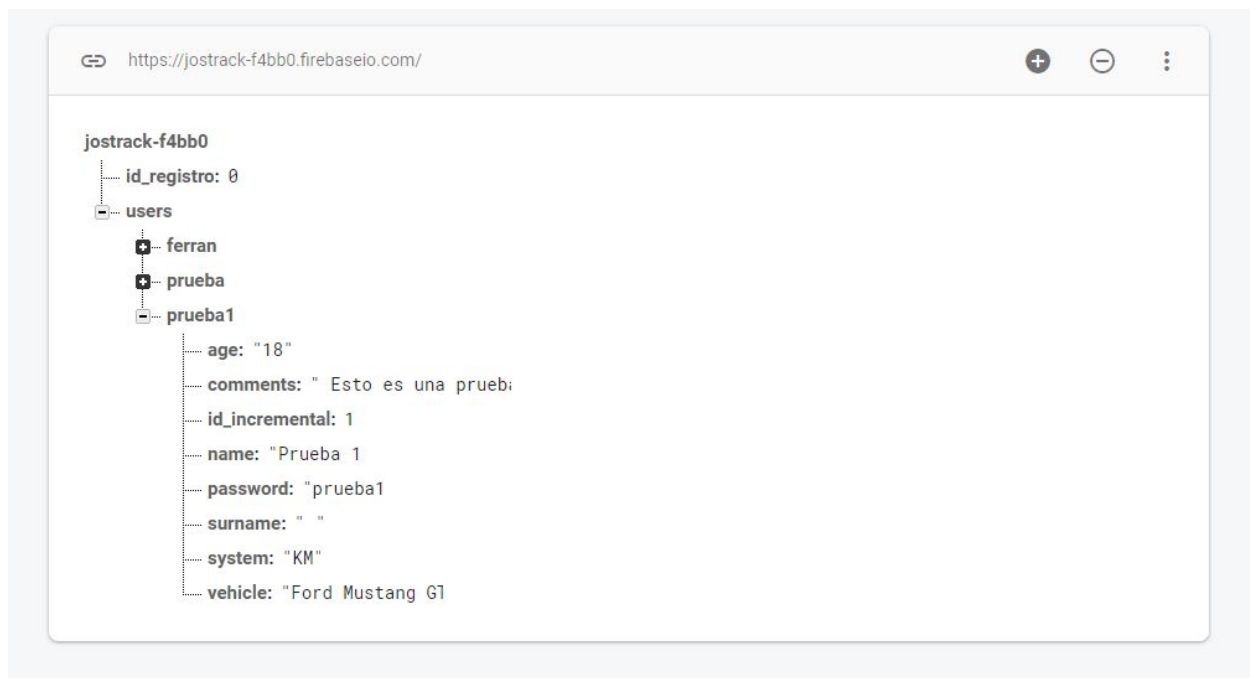 https://jostrack-f4bb0.firebaseio.com/
jostrack-f4bb0
id_registro: 0
users
ferran
prueba
prueba1
age: "18"
comments: " Esto es una prueb
id_incremental: 1
name: "Prueba 1
password: "prueba1
surname: " "
system: "KM"
vehicle: "Ford Mustang G